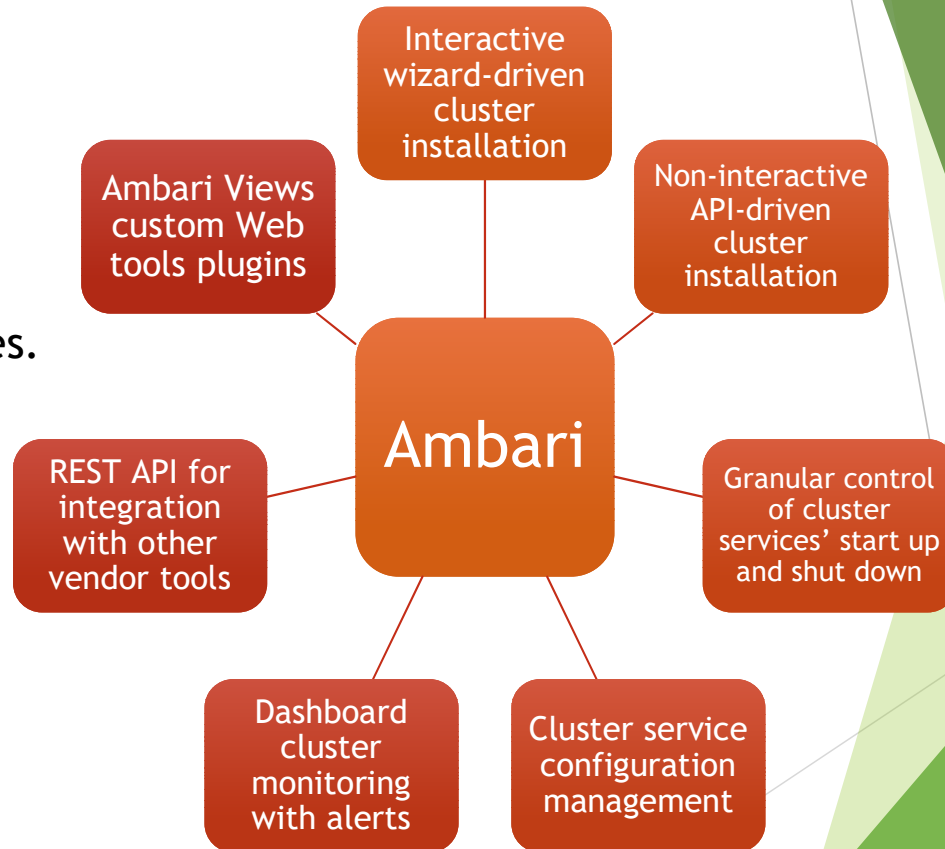 Interactive
wizard-driven
cluster
installation
Ambari Views
custom Web
tools plugins
Non-interactive
API-driven
cluster
installation
es.
Ambari
REST API for
integration
with other
vendor tools
Granular control
of cluster
services’ start up
and shut down
Dashboard
cluster
monitoring
with alerts
Cluster service
configuration
management